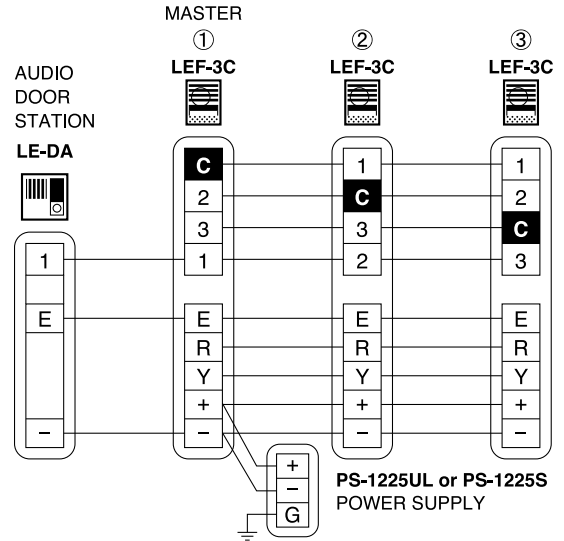 MASTER
① ② ③
LEF-3C LEF-3C LEF-3C
AUDIO
DOOR
STATION
LE-DA
C 1 1
2 C 2
3 3 C
1 1 2 3
E E E E
R R R
Y Y Y
+ + +
– – – –
+
–
G
PS-1225UL or PS-1225S
POWER SUPPLY